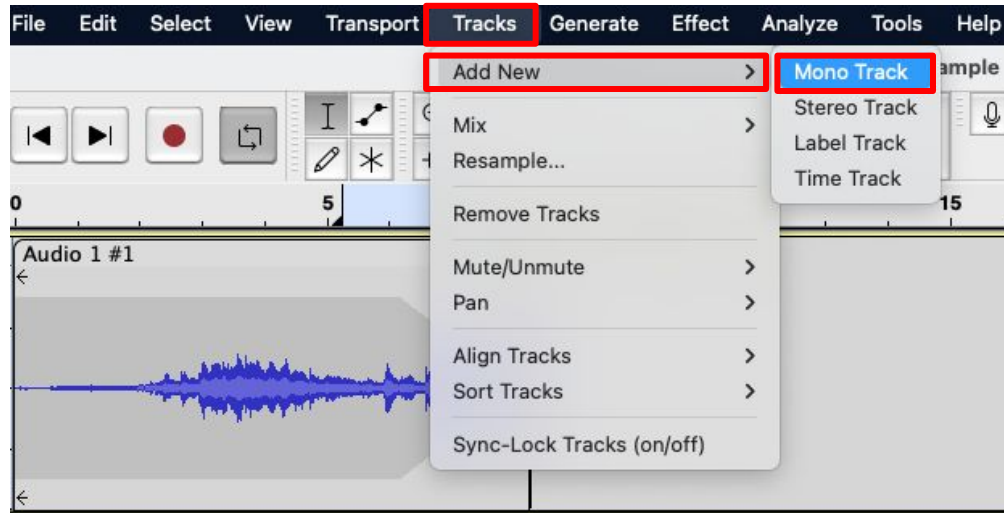 File Edit Select View Transport Tracks Generate Effect Analyze Tools Help
Add New
Mono Track
ample
Mix
Stereo Track
Resample...
Label Track
Time Track
0 5 15
Remove Tracks
Audio 1 #1
Mute/Unmute
Pan
Align Tracks
Sort Tracks
Sync-Lock Tracks (on/off)